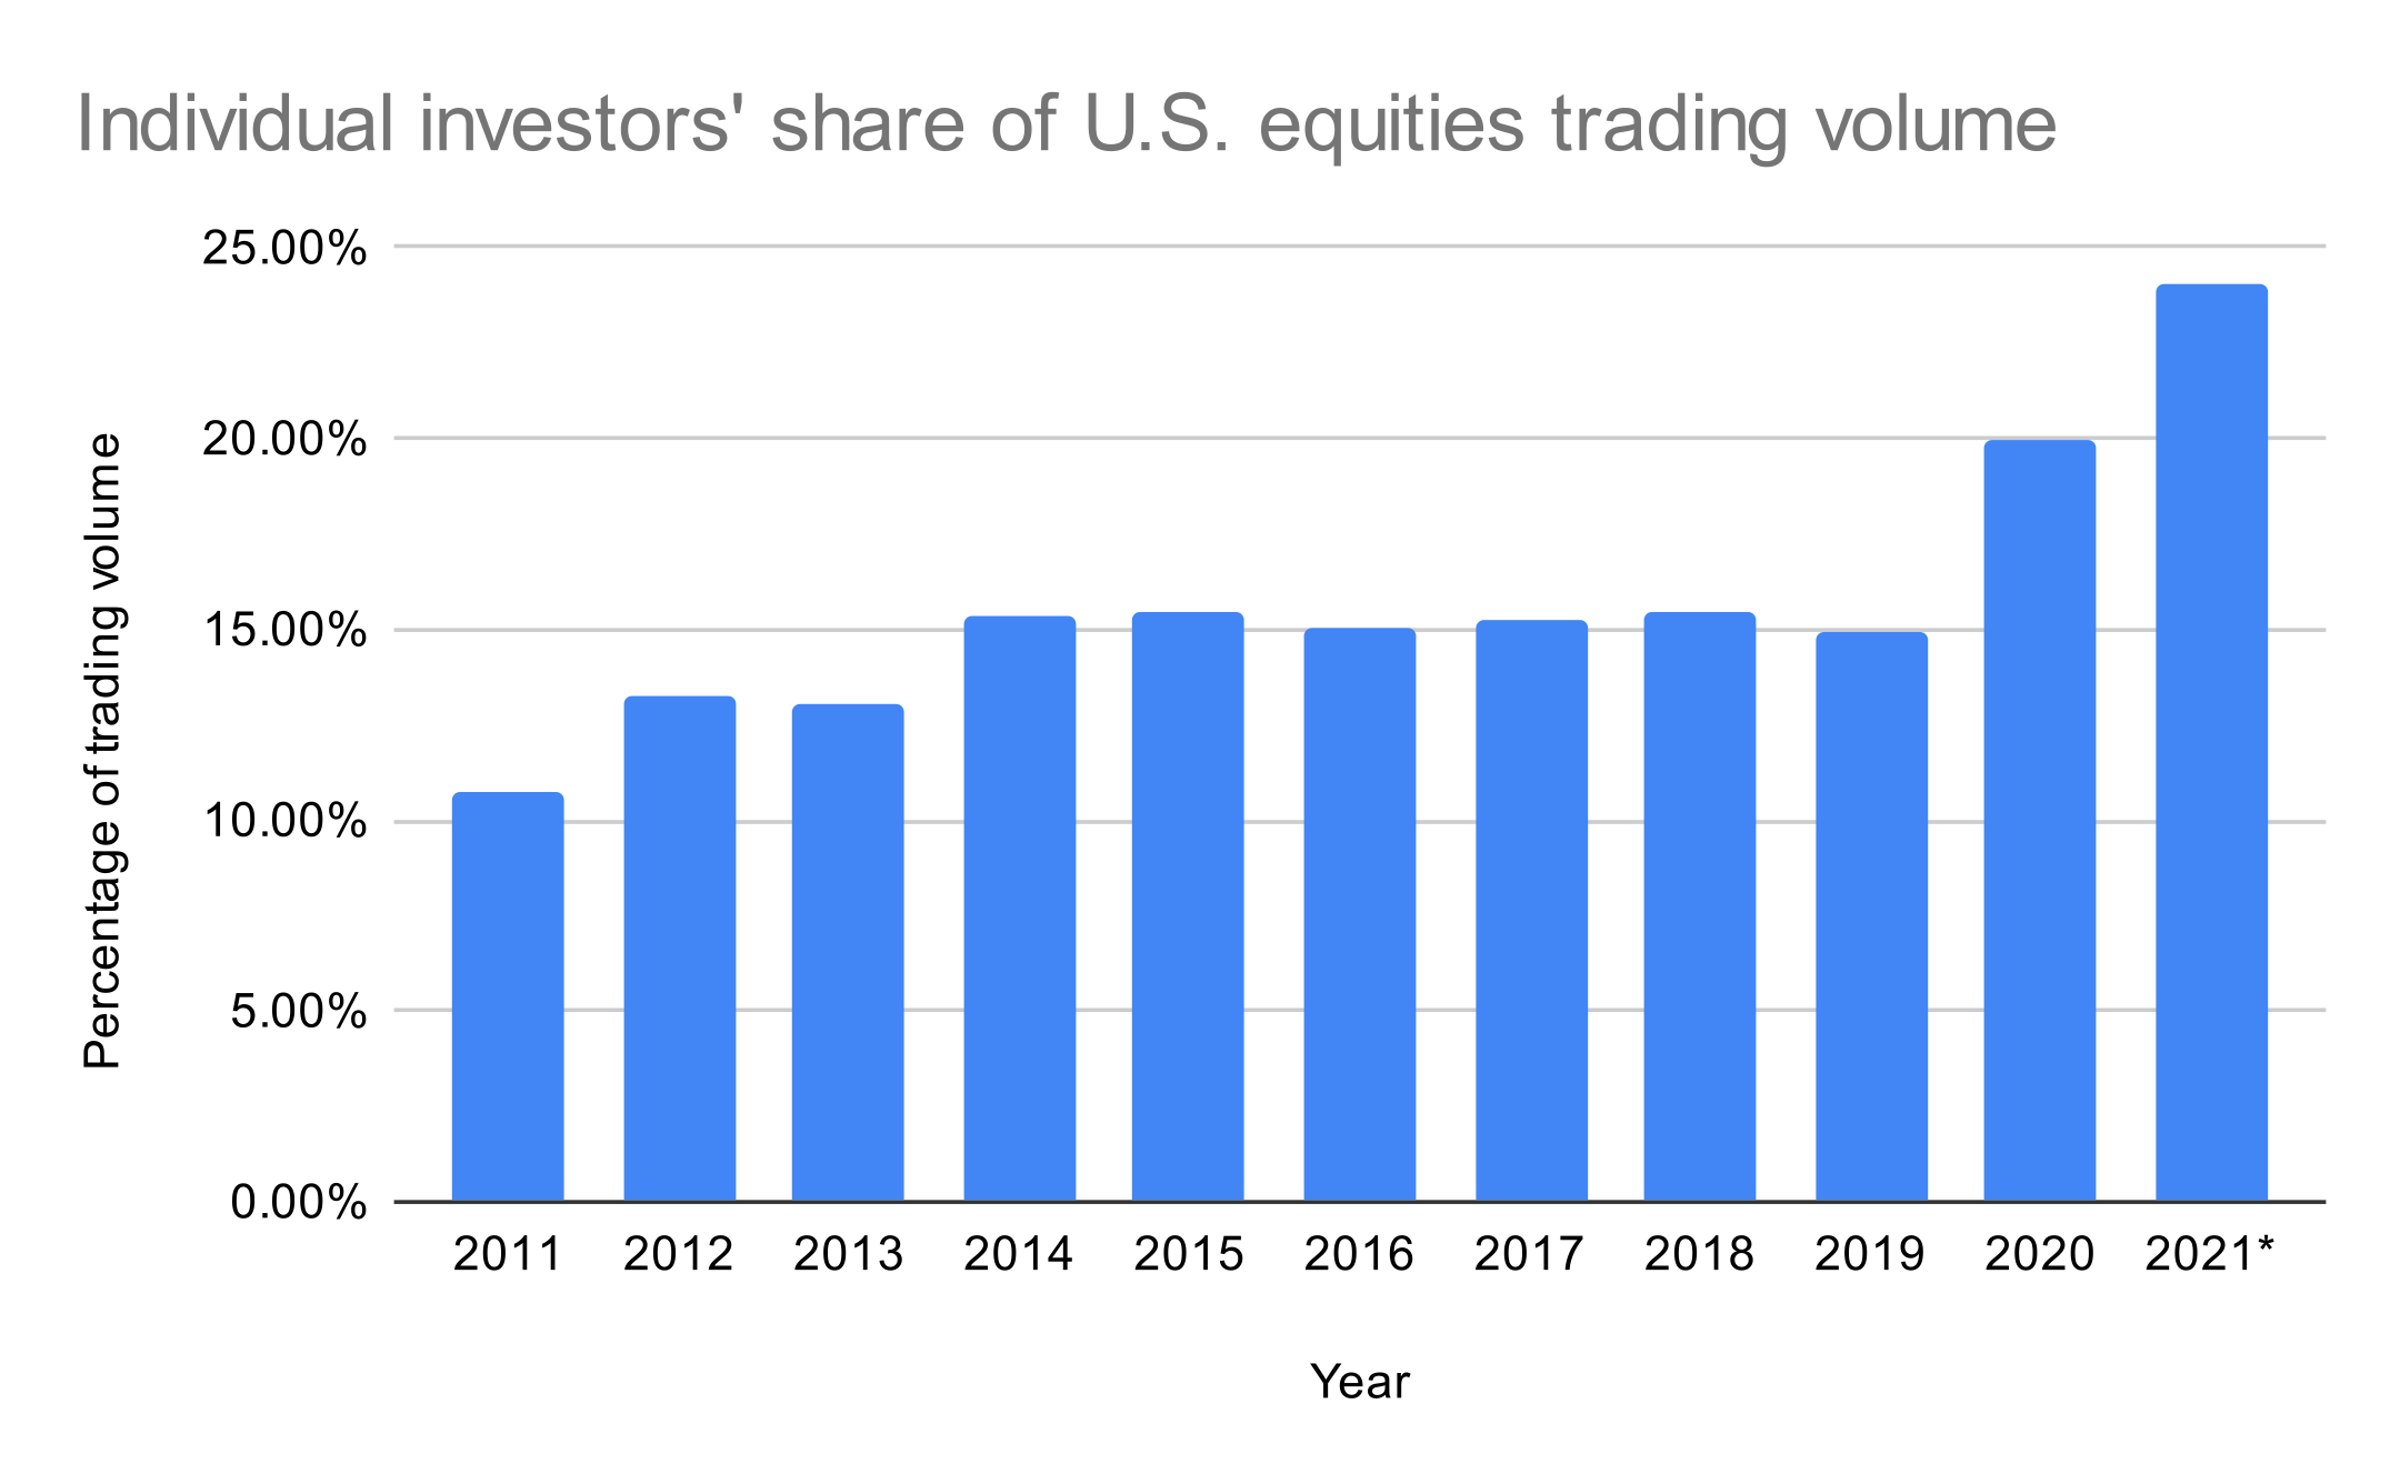 Individual investors' share of U.S. equities trading volume
Percentage of trading volume
25.00%
20.00%
15.00%
10.00%
5.00%
0.00%
2011 2012 2013 2014 2015 2016 2017 2018 2019 2020 2021*
Year